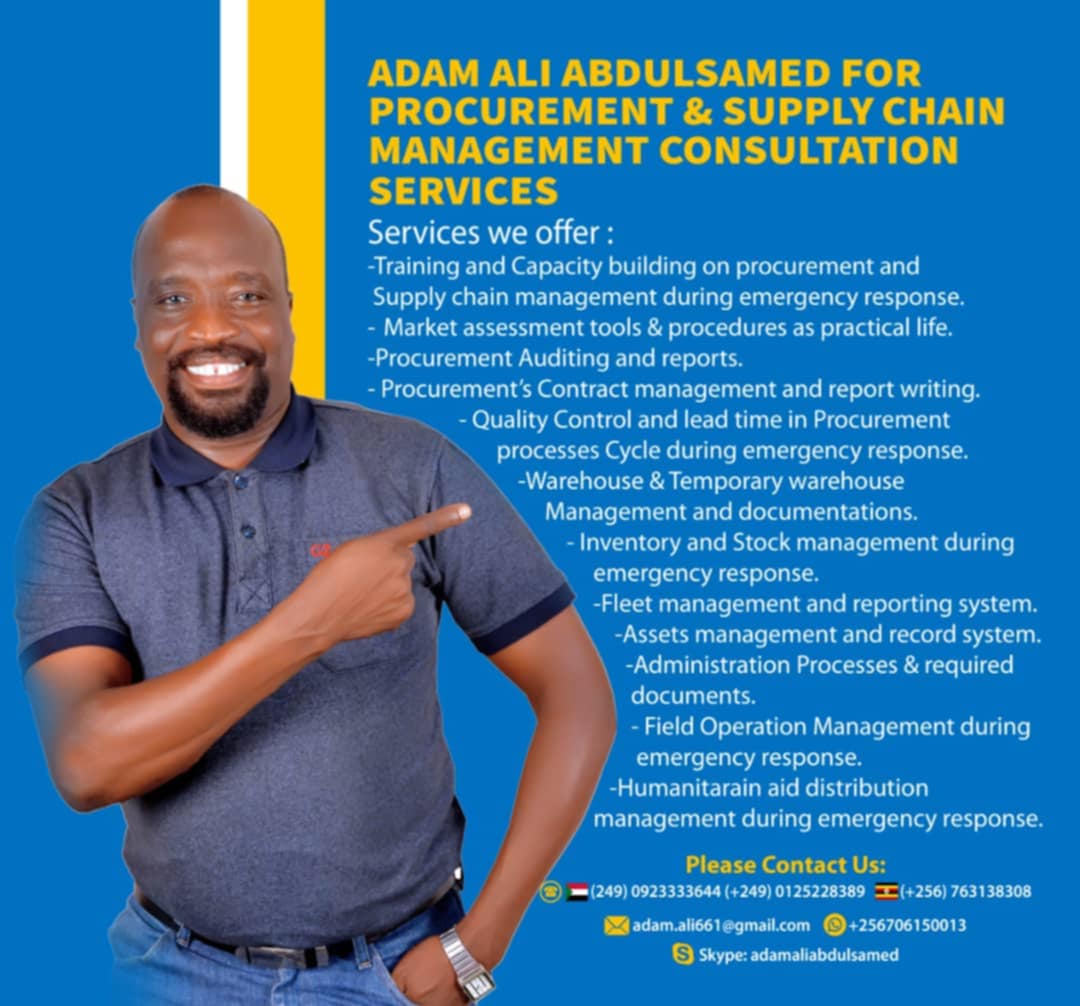 ADAM ALI ABDULSAMED FOR
PROCUREMENT & SUPPLY CHAIN
MANAGEMENT CONSULTATION
SERVICES
Services we offer :
-Training and Capacity building on procurement and
Supply chain management during emergency response.
- Market assessment tools & procedures as practical life.
-Procurement Auditing and reports.
- Procurement's Contract management and report writing.
- Quality Control and lead time in Procurement
processes Cycle during emergency response.
-Warehouse & Temporary warehouse
Management and documentations.
- Inventory and Stock management during
emergency response.
-Fleet management and reporting system.
-Assets management and record system.
-Administration Processes & required
documents.
- Field Operation Management during
emergency response.
-Humanitarain aid distribution
management during emergency response.
Please Contact Us:
(249) 0923333644 (+249) 0125228389 (+256) 763138308
adam.ali661@gmail.com +256706150013
Skype: adamaliabdulsamed